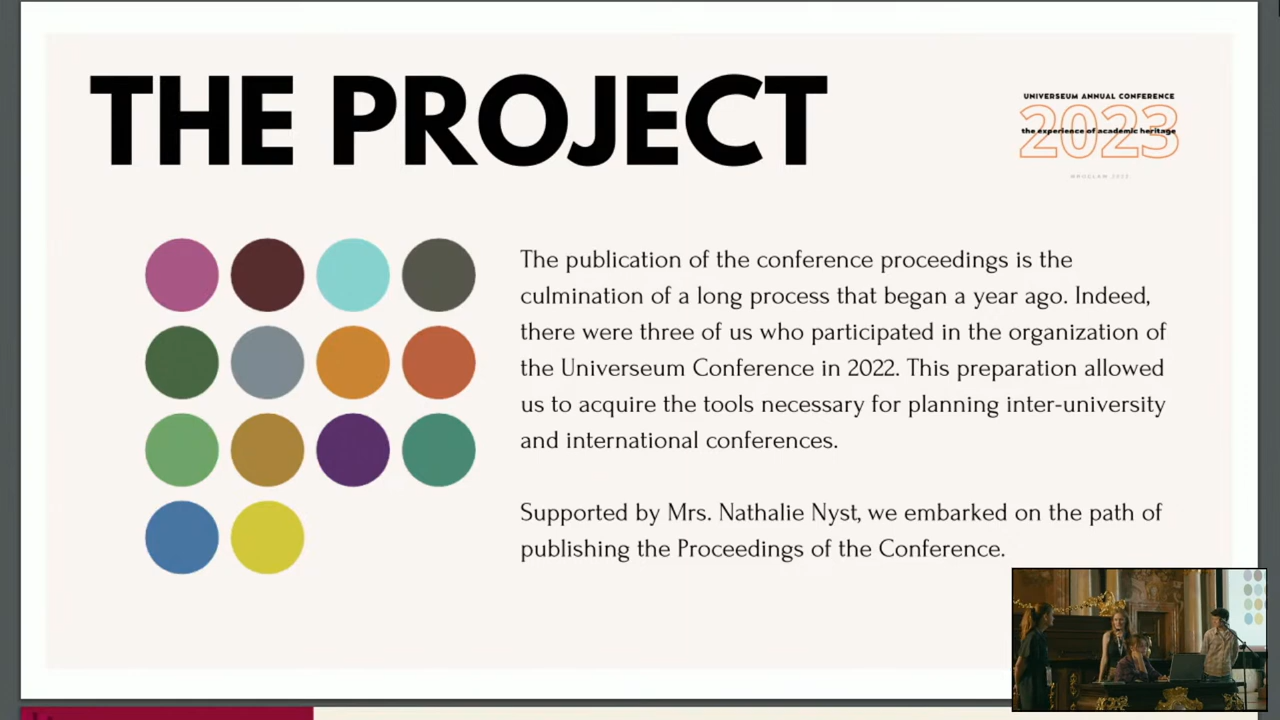 THE PROJECT
UNIVERSEUM ANNUAL CONFERENCE
2023
the experience of academic heritage
The publication of the conference proceedings is the
culmination of a long process that began a year ago. Indeed,
there were three of us who participated in the organization of
the Universeum Conference in 2022. This preparation allowed
us to acquire the tools necessary for planning inter-university
and international conferences.
Supported by Mrs. Nathalie Nyst, we embarked on the path of
publishing the Proceedings of the Conference.